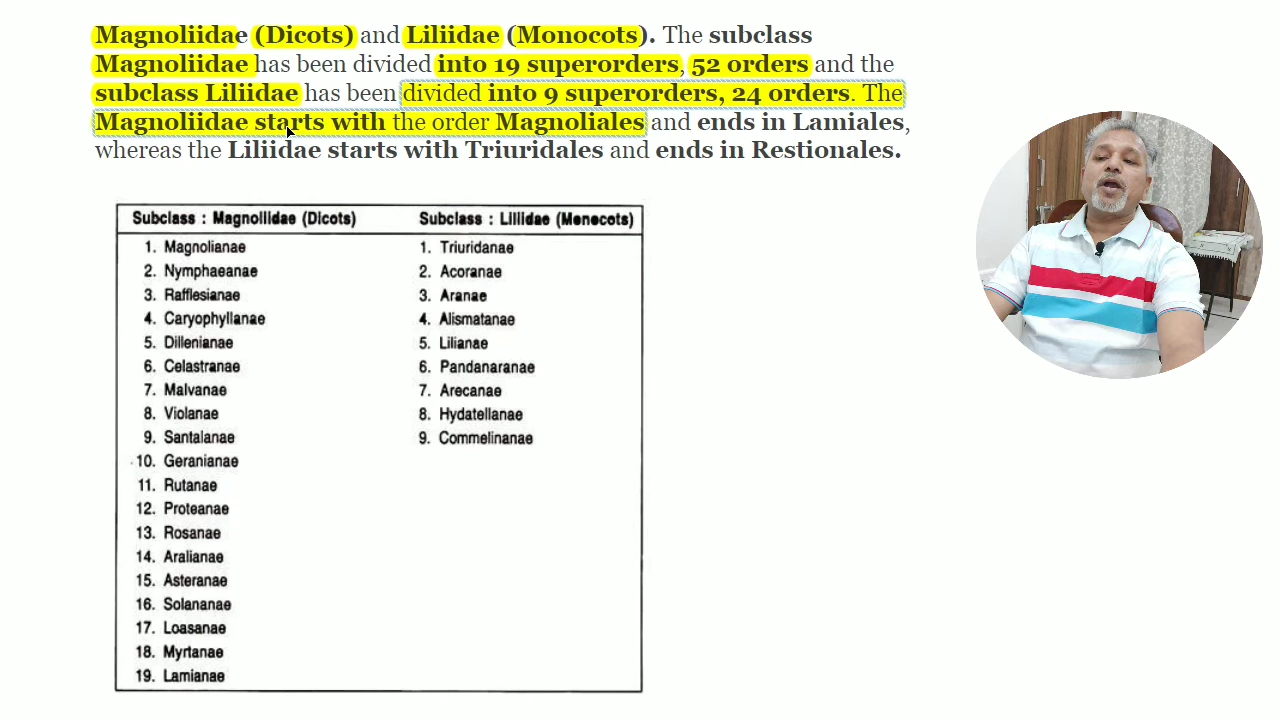 Magnoliidae (Dicots) and Liliidae (Monocots). The subclass
Magnoliidae has been divided into 19 superorders, 52 orders and the
subclass Liliidae has been divided into 9 superorders, 24 orders. The
Magnoliidae starts with the order Magnoliales and ends in Lamiales,
whereas the Liliidae starts with Triuridales and ends in Restionales.
Subclass : Magnoliidae (Dicots) Subclass : Liliidae (Menecots)
1. Magnolianae 1. Triuridanae
2. Nymphaeanae 2. Acoranae
3. Rafflesianae 3. Aranae
4. Caryophyllanae 4. Alismatanae
5. Dillenianae 5. Lilianae
6. Celastranae 6. Pandanaranae
7. Malvanae 7. Arecanae
8. Violanae 8. Hydatellanae
9. Santalanae 9. Commelinanae
10. Geranianae
11. Rutanae
12. Proteanae
13. Rosanae
14. Aralianae
15. Asteranae
16. Solananae
17. Loasanae
18. Myrtanae
19. Lamianae